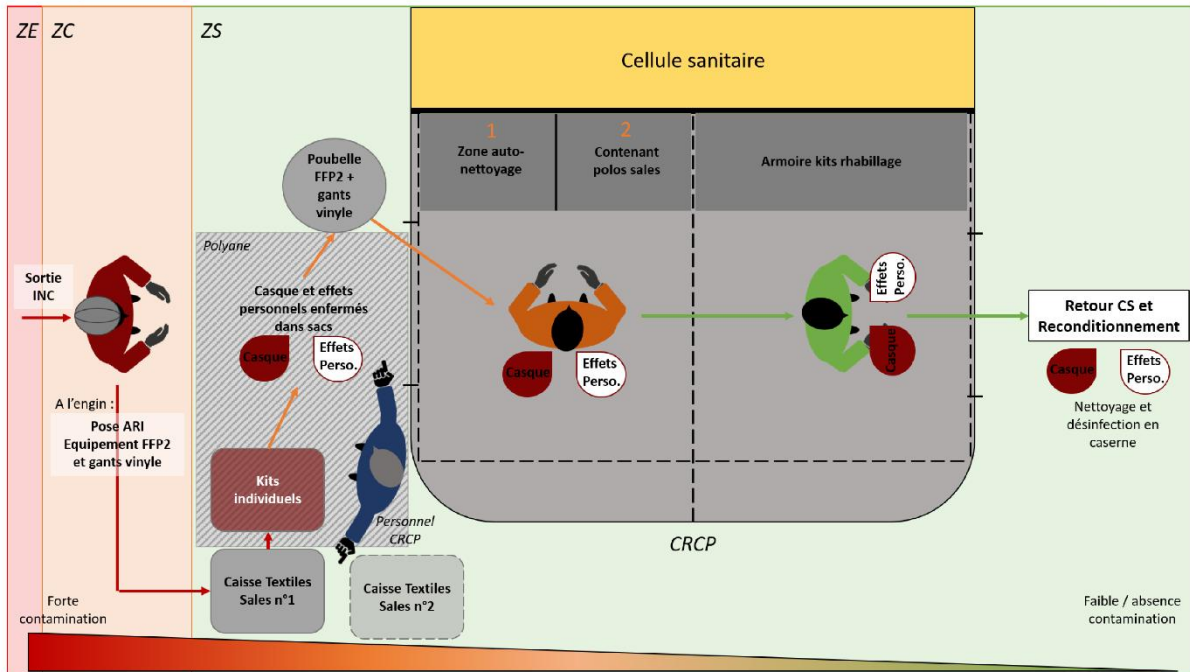 ZE
ZC
ZS
Cellule sanitaire
1
Zone auto-
nettoyage
2
Contenant
polos sales
Armoire kits rhabillage
Poubelle
FFP2 +
gants
vinyle
Polyane
Sortie
INC
Casque et effets
personnels enfermés
dans sacs
Casque
Effets
Perso.
Casque
Effets
Perso.
Effets
Perso.
Casque
Retour CS et
Reconditionnement
Casque
Effets
Perso.
Nettoyage et
désinfection en
caserne
A l'engin :
Pose ARI
Equipement FFP2
et gants vinyle
Kits
individuels
Personnel
CRCP
CRCP
Caisse Textiles
Sales n°1
Caisse Textiles
Sales n°2
Forte
contamination
Faible / absence
contamination